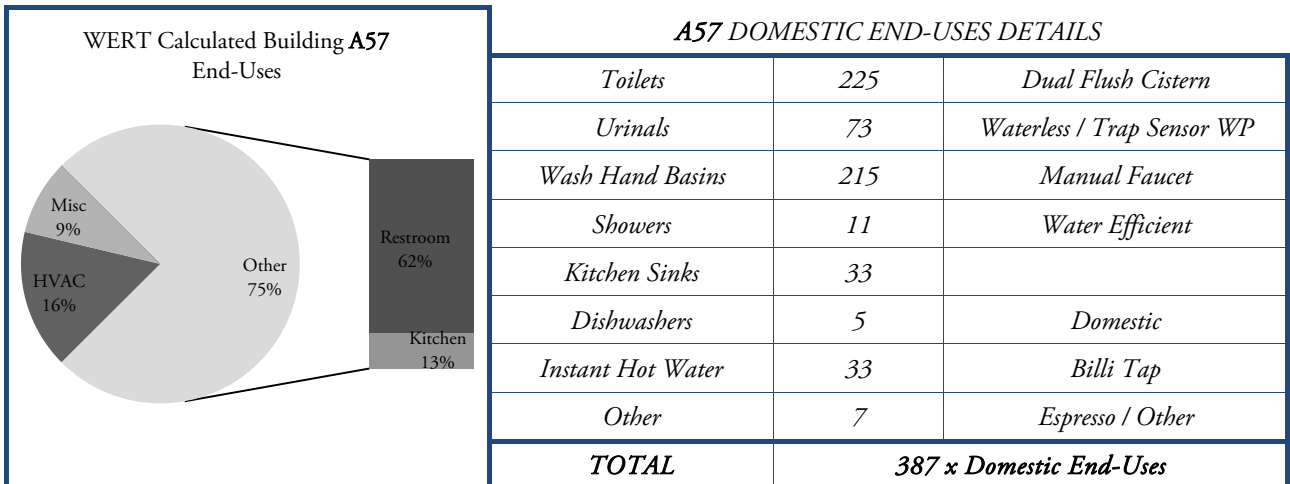 WERT Calculated Building A57
End-Uses
Misc
9%
HVAC
16%
Other
75%
Restroom
62%
Kitchen
13%
A57 DOMESTIC END-USES DETAILS
Toilets 225 Dual Flush Cistern
Urinals 73 Waterless / Trap Sensor WP
Wash Hand Basins 215 Manual Faucet
Showers 11 Water Efficient
Kitchen Sinks 33
Dishwashers 5 Domestic
Instant Hot Water 33 Billi Tap
Other 7 Espresso / Other
TOTAL 387 x Domestic End-Uses